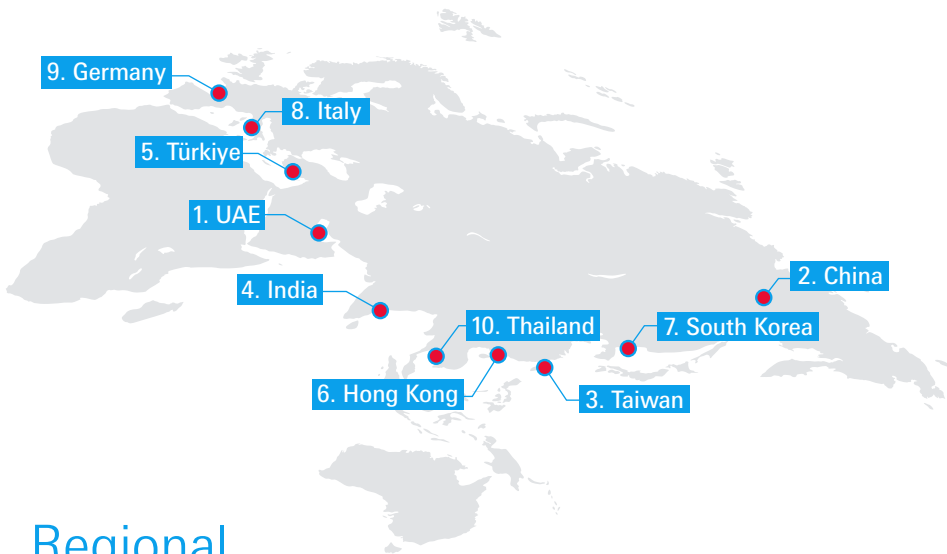 9. Germany
8. Italy
5. Türkiye
1. UAE
2. China
4. India
10. Thailand
7. South Korea
6. Hong Kong
3. Taiwan
Regional